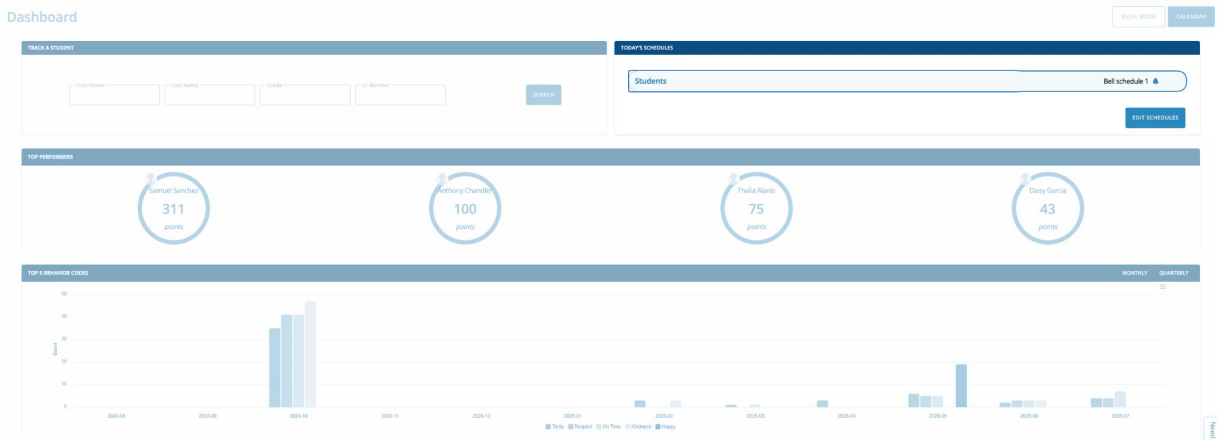 Dashboard
KIOSK MODE
CALENDAR
TRACK A STUDENT
First Name
Last Name
Grade
ID Number
SEARCH
TODAY'S SCHEDULES
Students
Bell schedule 1
EDIT SCHEDULES
TOP PERFORMERS
Samuel Sanchez
311
points
Anthony Chandler
100
points
Thalia Alanis
75
points
Daisy Garcia
43
points
TOP 5 BEHAVIOR CODES
MONTHLY
QUARTERLY
Count
50
40
30
20
10
0
2024-08
2024-09
2024-10
2024-11
2024-12
2025-01
2025-02
2025-03
2025-04
2025-05
2025-06
2025-07
Tardy
Respect
On Time
Kindness
Happy